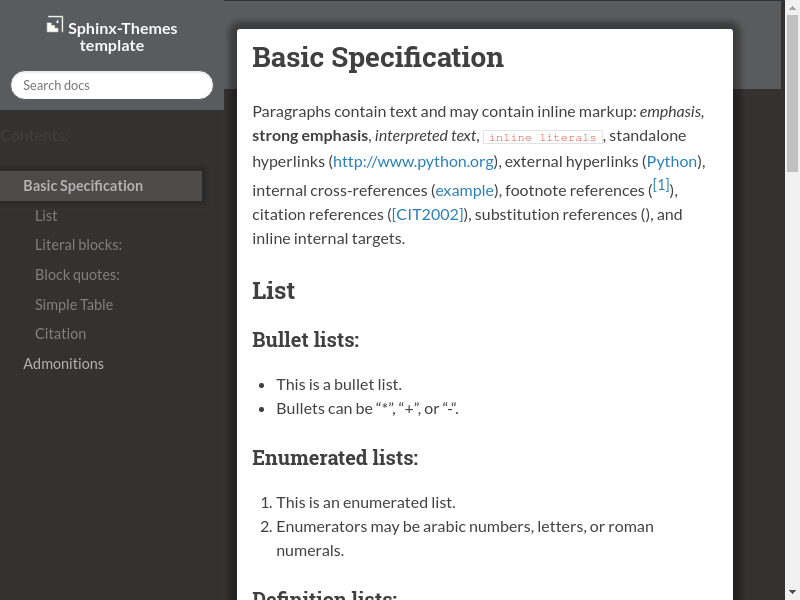 Sphinx-Themes
template
Search docs
Contents:
Basic Specification
List
Literal blocks:
Block quotes:
Simple Table
Citation
Admonitions
Basic Specification
Paragraphs contain text and may contain inline markup: emphasis,
strong emphasis, interpreted text, inline literals, standalone
hyperlinks (http://www.python.org), external hyperlinks (Python),
internal cross-references (example), footnote references ([1]),
citation references ([CIT2002]), substitution references (), and
inline internal targets.
List
Bullet lists:
• This is a bullet list.
• Bullets can be “*”, “+”, or “-“.
Enumerated lists:
1. This is an enumerated list.
2. Enumerators may be arabic numbers, letters, or roman
numerals.
Definition lists: